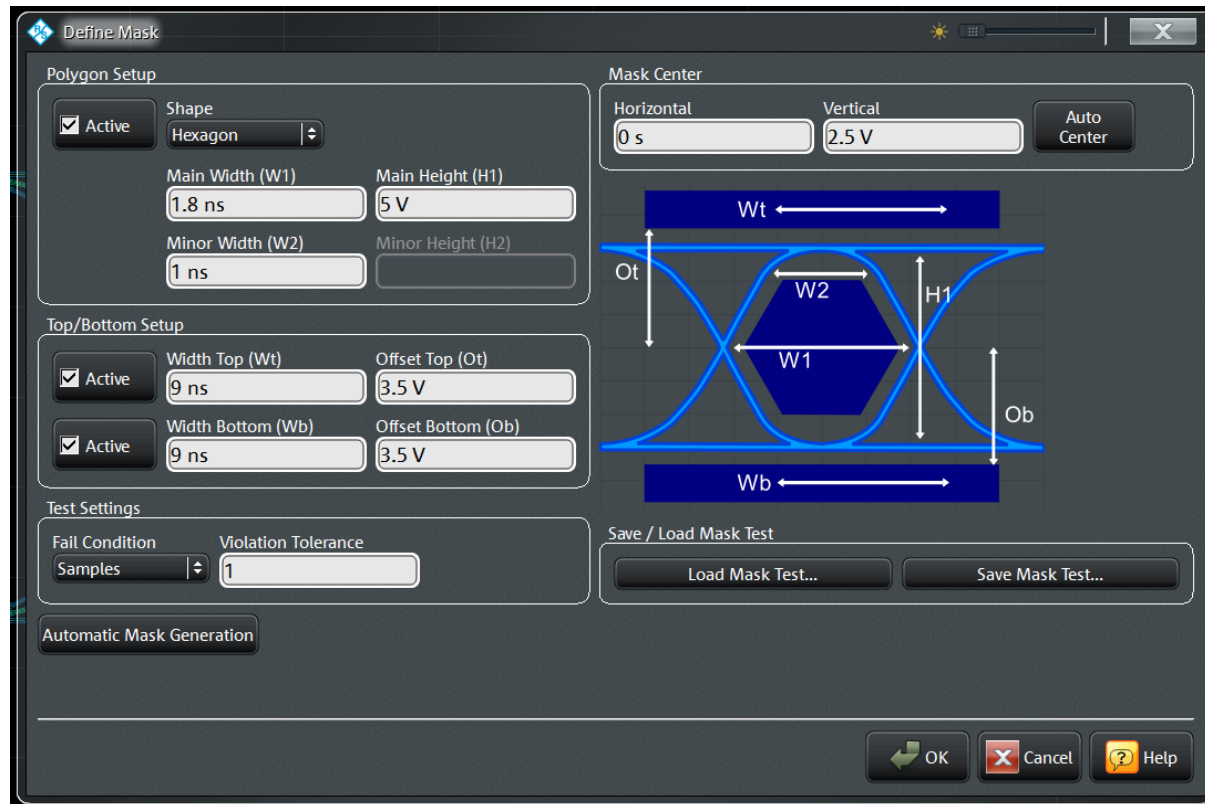 R&S Define Mask
X
Polygon Setup
Active
Shape
Hexagon
Main Width (W1)
Main Height (H1)
1.8 ns
5 V
Minor Width (W2)
Minor Height (H2)
1 ns
Top/Bottom Setup
Active
Width Top (Wt)
Offset Top (Ot)
9 ns
3.5 V
Active
Width Bottom (Wb)
Offset Bottom (Ob)
9 ns
3.5 V
Test Settings
Fail Condition
Violation Tolerance
Samples
1
Automatic Mask Generation
Mask Center
Horizontal
Vertical
0 s
2.5 V
Auto
Center
Wt
Ot
W2
H1
W1
Ob
Wb
Save / Load Mask Test
Load Mask Test...
Save Mask Test...
OK
X Cancel
? Help